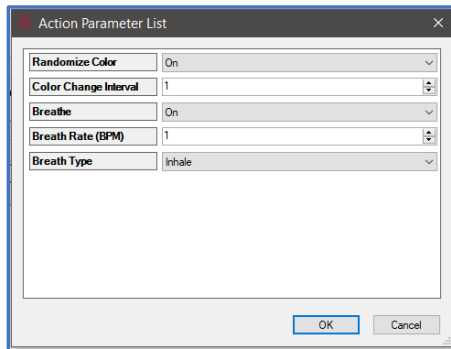 Action Parameter List
Randomize Color On
Color Change Interval 1
Breathe On
Breath Rate (BPM) 1
Breath Type Inhale
OK Cancel